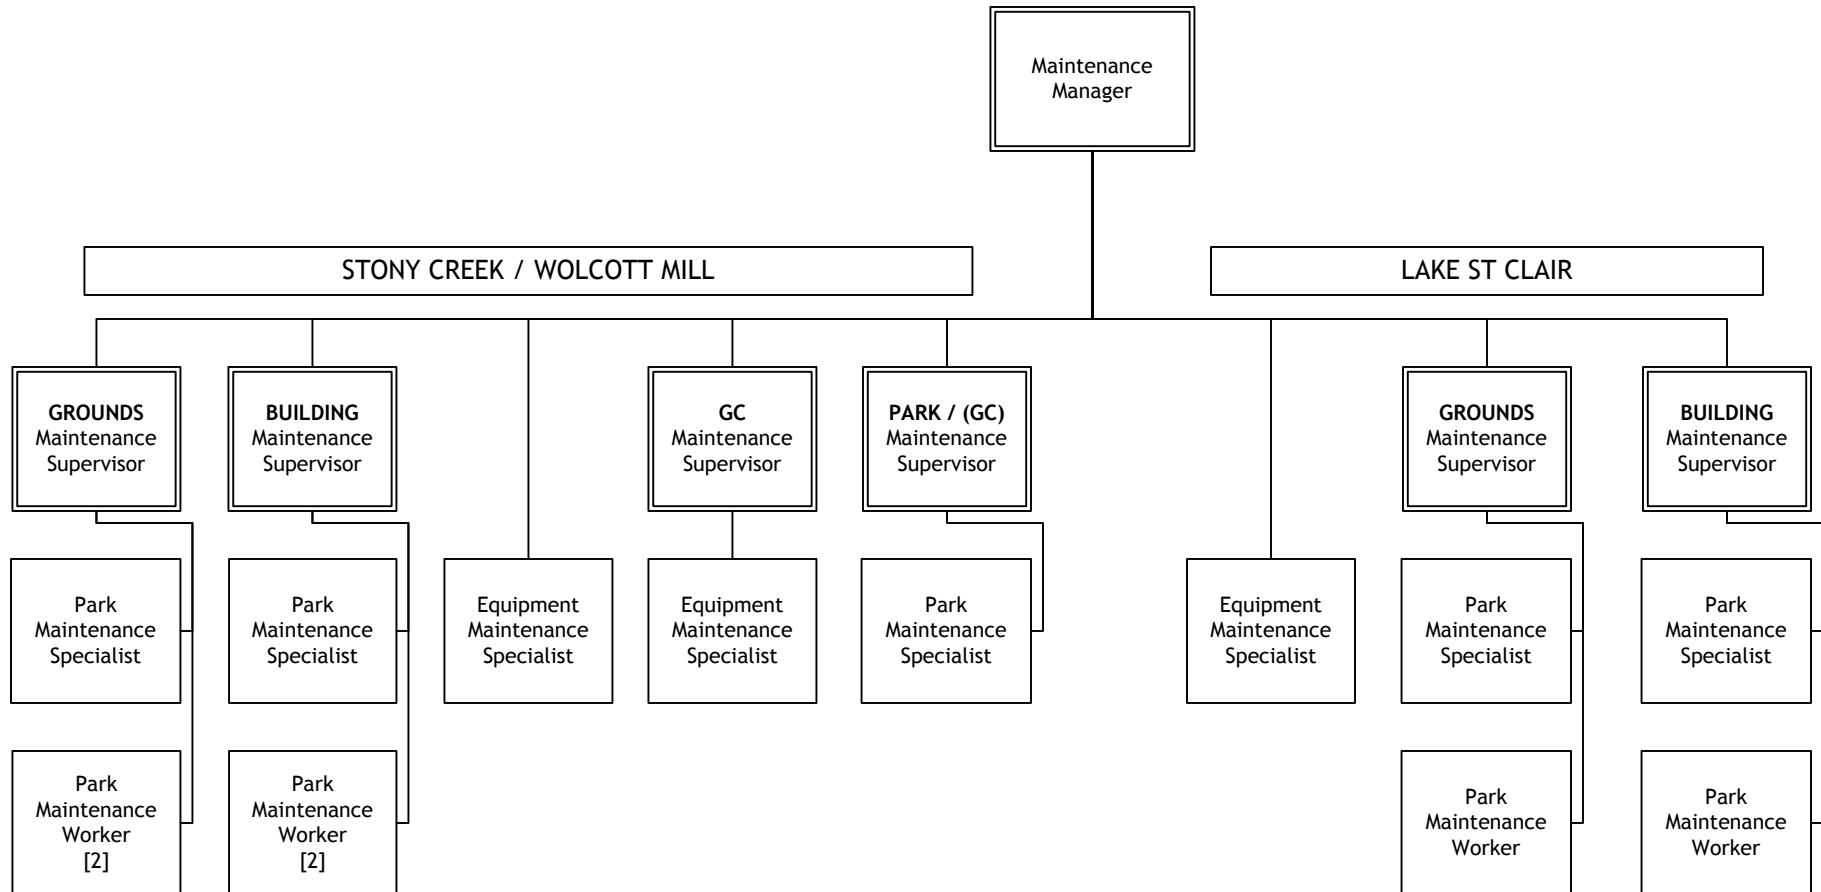 Maintenance
Manager
STONY CREEK / WOLCOTT MILL
LAKE ST CLAIR
GROUNDS
Maintenance
Supervisor
BUILDING
Maintenance
Supervisor
GC
Maintenance
Supervisor
PARK / (GC)
Maintenance
Supervisor
GROUNDS
Maintenance
Supervisor
BUILDING
Maintenance
Supervisor
Park
Maintenance
Specialist
Park
Maintenance
Specialist
Equipment
Maintenance
Specialist
Equipment
Maintenance
Specialist
Park
Maintenance
Specialist
Equipment
Maintenance
Specialist
Park
Maintenance
Specialist
Park
Maintenance
Specialist
Park
Maintenance
Worker
[2]
Park
Maintenance
Worker
[2]
Park
Maintenance
Worker
Park
Maintenance
Worker